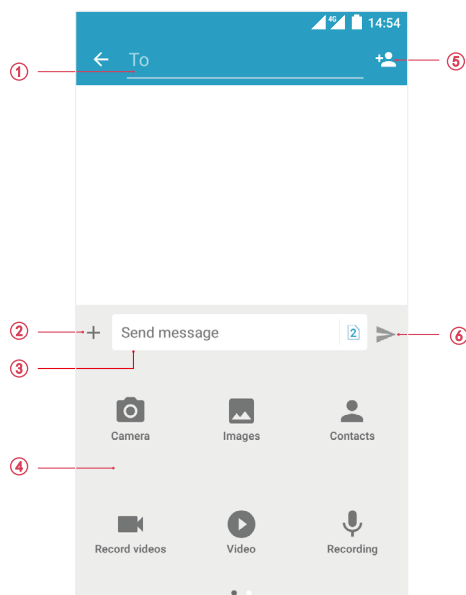 4G 14:54
① To ⑤
② Send message 2 ⑥
③
Camera Images Contacts
④
Record videos Video Recording